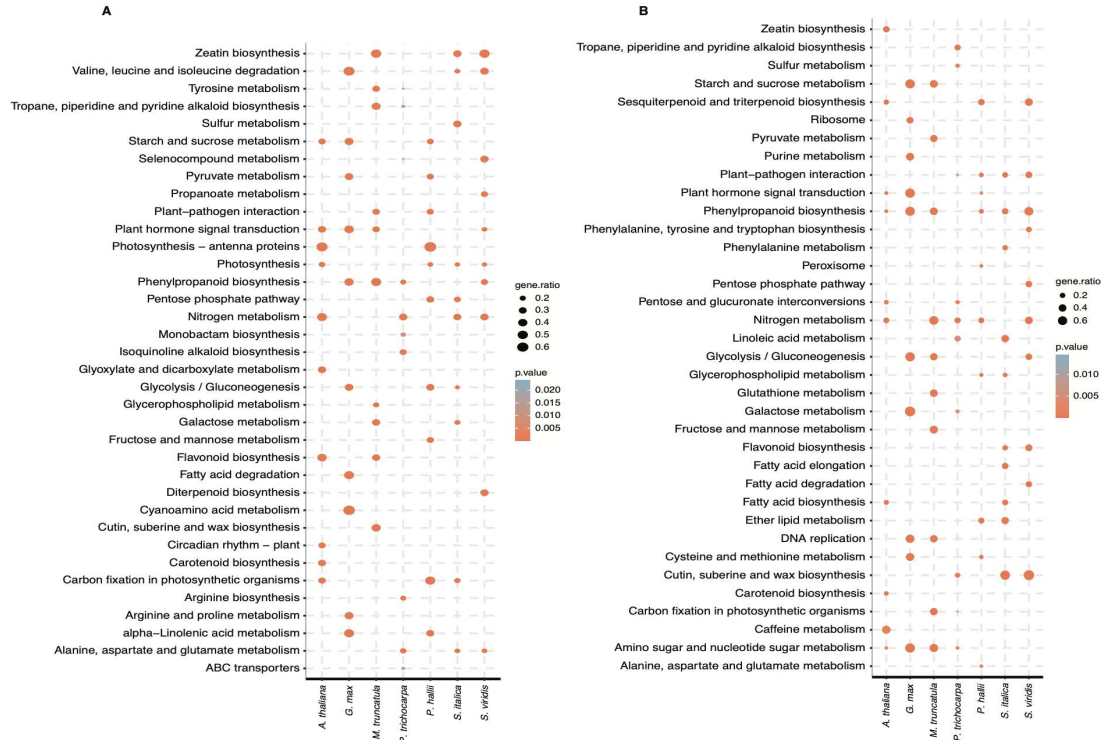 A
Zeatin biosynthesis
Valine, leucine and isoleucine degradation
Tyrosine metabolism
Tropane, piperidine and pyridine alkaloid biosynthesis
Sulfur metabolism
Starch and sucrose metabolism
Selenocompound metabolism
Pyruvate metabolism
Propanoate metabolism
Plant−pathogen interaction
Plant hormone signal transduction
Photosynthesis − antenna proteins
Photosynthesis
Phenylpropanoid biosynthesis
Pentose phosphate pathway
Nitrogen metabolism
Monobactam biosynthesis
Isoquinoline alkaloid biosynthesis
Glyoxylate and dicarboxylate metabolism
Glycolysis / Gluconeogenesis
Glycerophospholipid metabolism
Galactose metabolism
Fructose and mannose metabolism
Flavonoid biosynthesis
Fatty acid degradation
Diterpenoid biosynthesis
Cyanoamino acid metabolism
Cutin, suberine and wax biosynthesis
Circadian rhythm − plant
Carotenoid biosynthesis
Carbon fixation in photosynthetic organisms
Arginine biosynthesis
Arginine and proline metabolism
alpha−Linolenic acid metabolism
Alanine, aspartate and glutamate metabolism
ABC transporters
A. thaliana
G. max
M. truncatula
P. trichocarpa
P. hallii
S. italica
S. viridis
gene.ratio
0.2
0.3
0.4
0.5
0.6
p.value
0.020
0.015
0.010
0.005
B
Zeatin biosynthesis
Tropane, piperidine and pyridine alkaloid biosynthesis
Sulfur metabolism
Starch and sucrose metabolism
Sesquiterpenoid and triterpenoid biosynthesis
Ribosome
Pyruvate metabolism
Purine metabolism
Plant−pathogen interaction
Plant hormone signal transduction
Phenylpropanoid biosynthesis
Phenylalanine, tyrosine and tryptophan biosynthesis
Phenylalanine metabolism
Peroxisome
Pentose phosphate pathway
Pentose and glucuronate interconversions
Nitrogen metabolism
Linoleic acid metabolism
Glycolysis / Gluconeogenesis
Glycerophospholipid metabolism
Glutathione metabolism
Galactose metabolism
Fructose and mannose metabolism
Flavonoid biosynthesis
Fatty acid elongation
Fatty acid degradation
Fatty acid biosynthesis
Ether lipid metabolism
DNA replication
Cysteine and methionine metabolism
Cutin, suberine and wax biosynthesis
Carotenoid biosynthesis
Carbon fixation in photosynthetic organisms
Caffeine metabolism
Amino sugar and nucleotide sugar metabolism
Alanine, aspartate and glutamate metabolism
A. thaliana
G. max
M. truncatula
P. trichocarpa
P. hallii
S. italica
S. viridis
gene.ratio
0.2
0.4
0.6
p.value
0.010
0.005